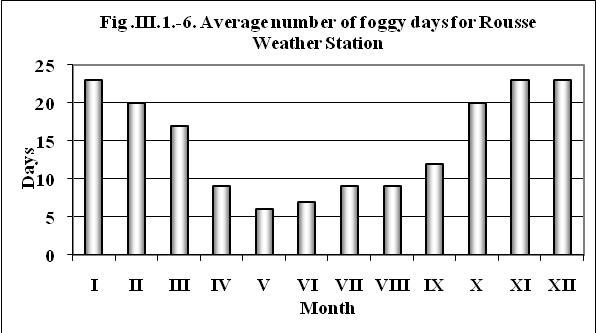 Fig.III.1.-6. Average number of foggy days for Rousse
Weather Station
25
20
15
10
5
0
Days
I II III IV V VI VII VIII IX X XI XII
Month